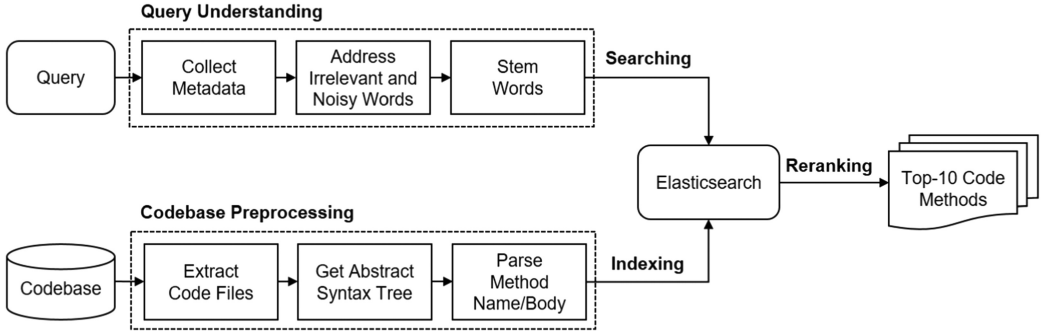 Query Understanding
Query
Collect
Metadata
Address
Irrelevant and
Noisy Words
Stem
Words
Searching
Elasticsearch
Reranking
Top-10 Code
Methods
Codebase Preprocessing
Codebase
Extract
Code Files
Get Abstract
Syntax Tree
Parse
Method
Name/Body
Indexing